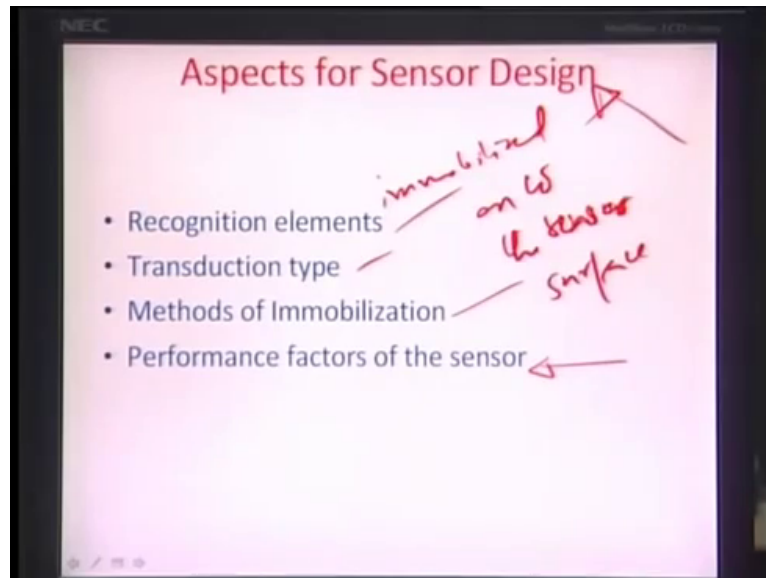 NEC
Aspects for Sensor Design
immobilized
on
the sensor
surface
• Recognition elements
• Transduction type
• Methods of Immobilization
• Performance factors of the sensor